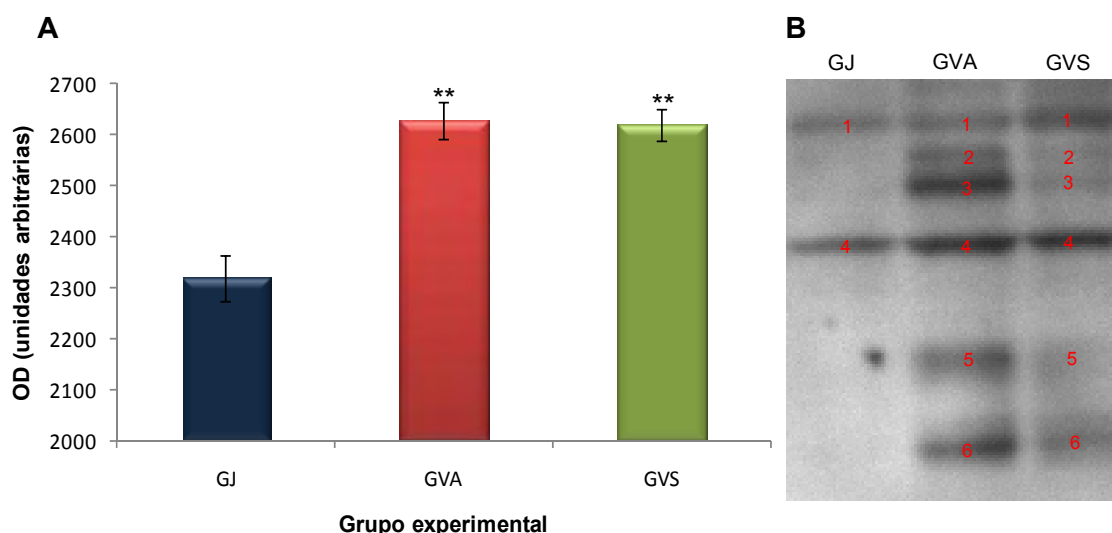 A
OD (unidades arbitrárias)
2700
2600
2500
2400
2300
2200
2100
2000
**
**
GJ GVA GVS
Grupo experimental
B
GJ GVA GVS
1 1 1
2 2
3 3
4 4 4
5 5
6 6